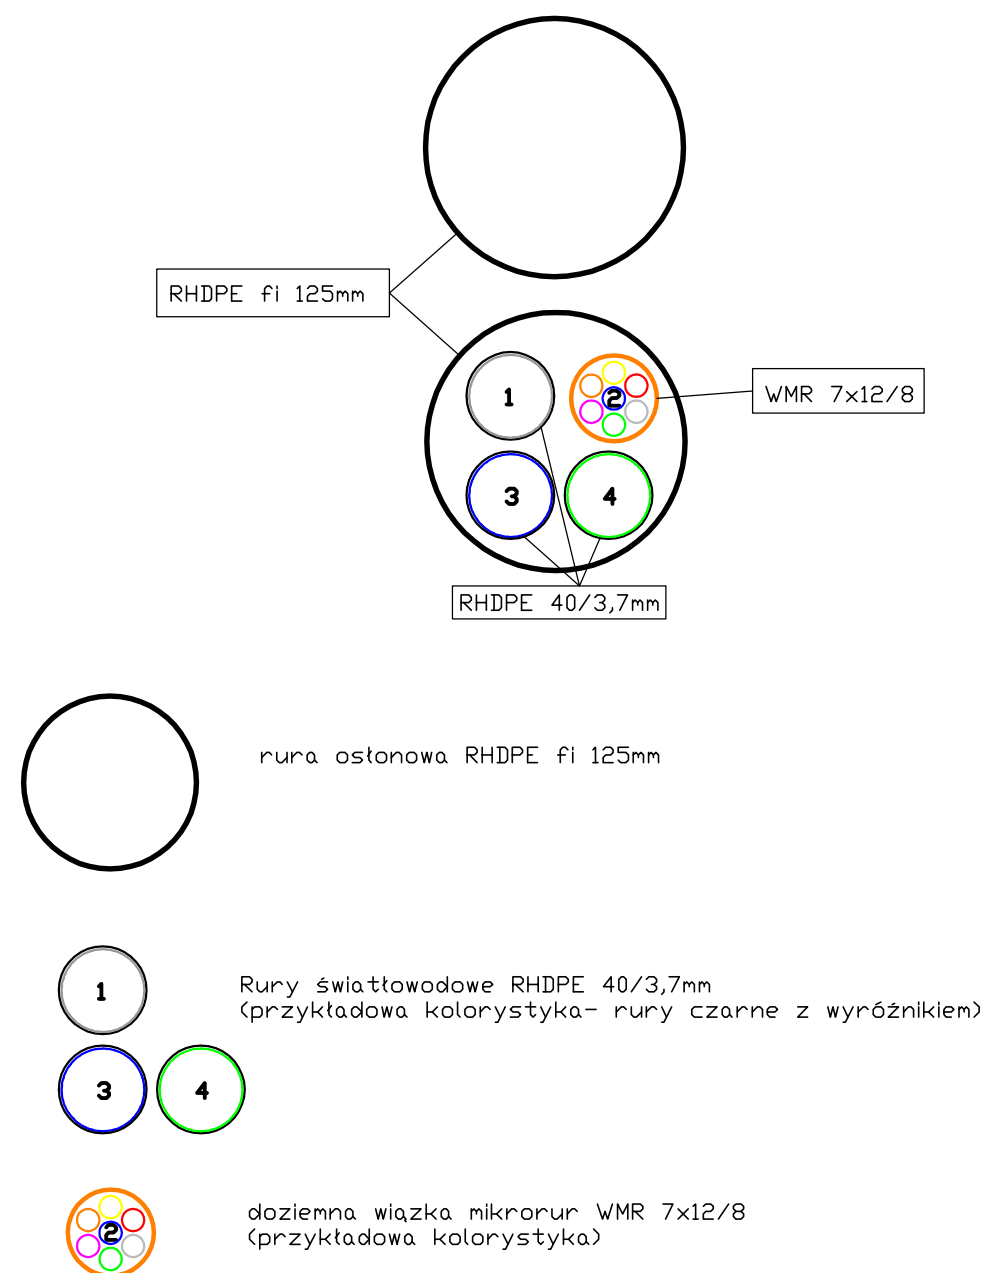 RHDPE fi 125mm
1
2
WMR 7x12/8
3
4
RHDPE 40/3,7mm
rura osłonowa RHDPE fi 125mm
1
Rury światłowodowe RHDPE 40/3,7mm
(przykładowa kolorystyka- rury czarne z wyróźnikiem)
3
4
2
doziemna wiązka mikrorur WMR 7x12/8
(przykładowa kolorystyka)